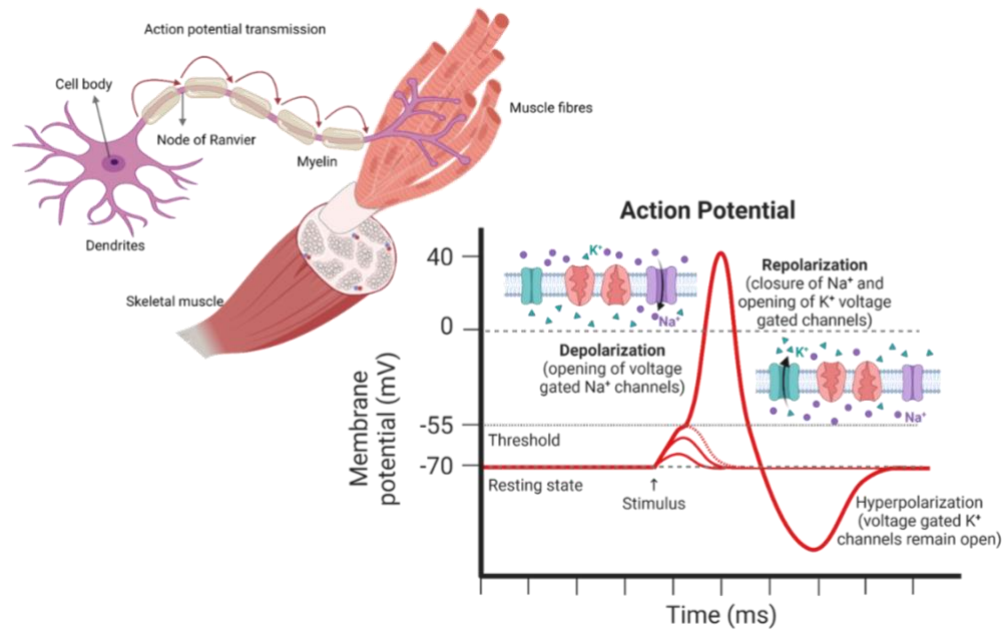 Action potential transmission
Cell body
Node of Ranvier
Myelin
Muscle fibres
Dendrites
Skeletal muscle
Action Potential
Membrane
potential (mV)
40
0
-55
-70
K⁺
Na⁺
Depolarization
(opening of voltage
gated Na⁺ channels)
Repolarization
(closure of Na⁺ and
opening of K⁺ voltage
gated channels)
K⁺
Na⁺
Threshold
Resting state
↑
Stimulus
Hyperpolarization
(voltage gated K⁺
channels remain open)
Time (ms)